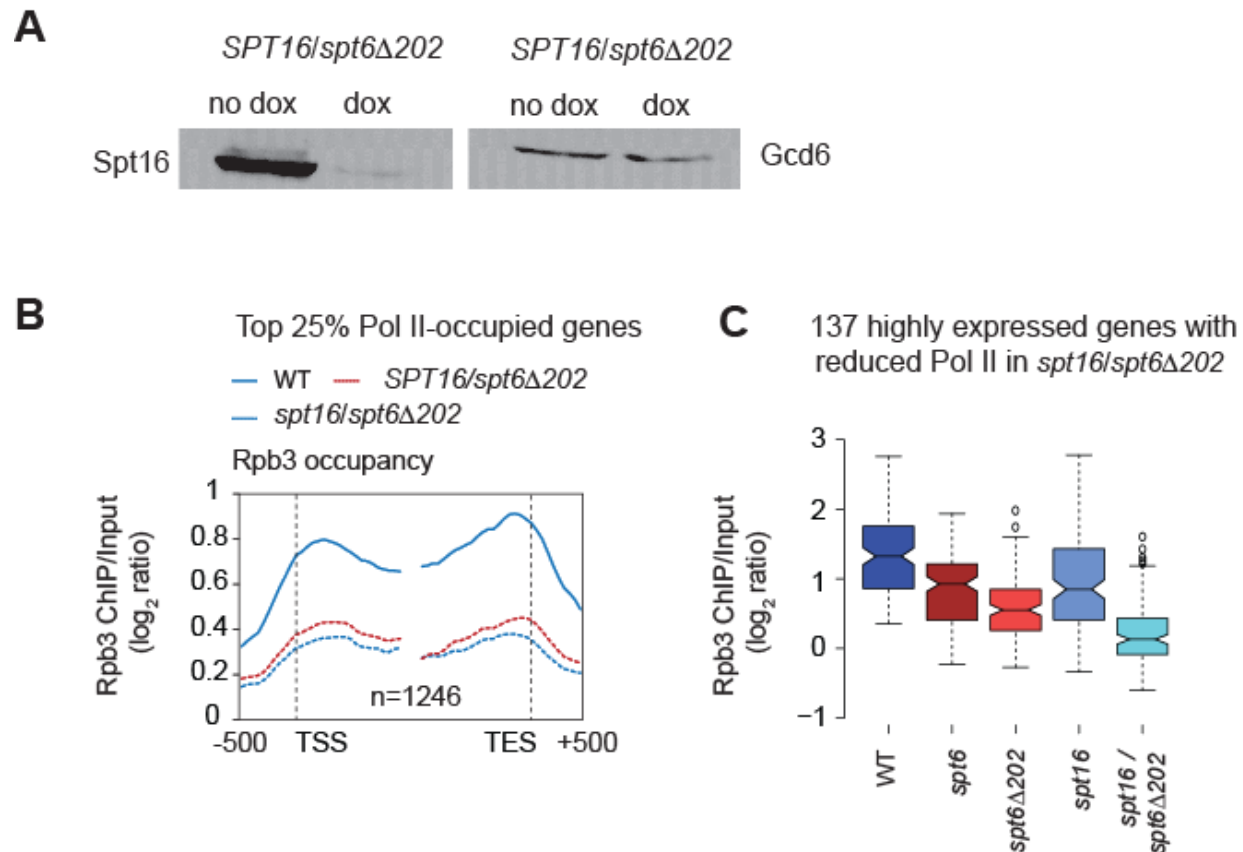 A
SPT16/spt6Δ202 SPT16/spt6Δ202
no dox dox no dox dox
Spt16 Gcd6
B
Top 25% Pol II-occupied genes
WT SPT16/spt6Δ202
spt16/spt6Δ202
Rpb3 occupancy
Rpb3 ChIP/Input
(log2 ratio)
1
0.8
0.6
0.4
0.2
0
n=1246
-500 TSS TES +500
C
137 highly expressed genes with
reduced Pol II in spt16/spt6Δ202
Rpb3 ChIP/Input
(log2 ratio)
3
2
1
0
−1
WT
spt6
spt6Δ202
spt16
spt16 /
spt6Δ202